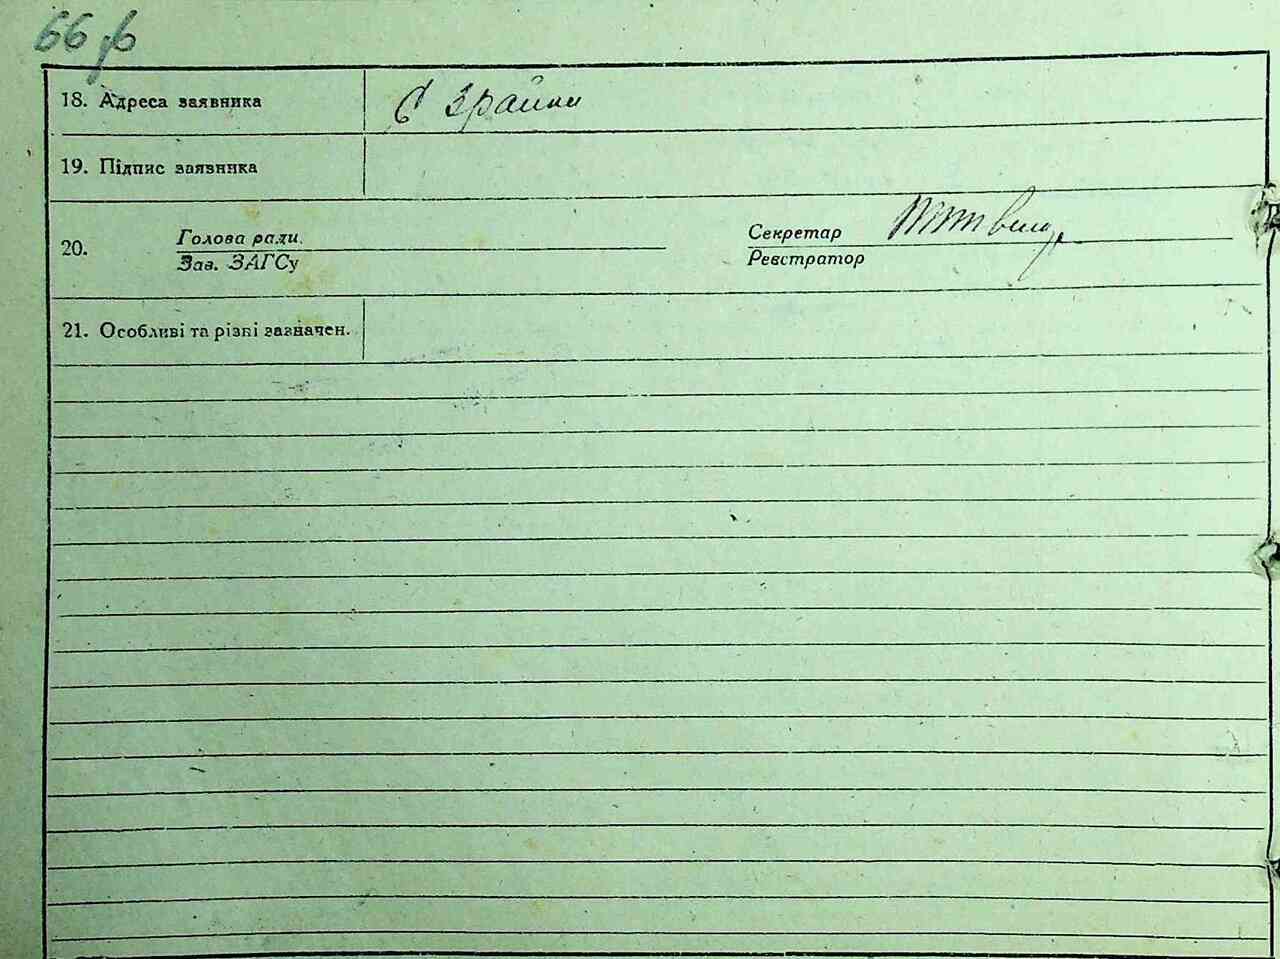 66 зв
18. Адреса заявника С Зрайки
19. Підпис заявника
20. Голова ради. Секретар
Зав. ЗАГСу Реєстратор
21. Особливі та різні зазначен.